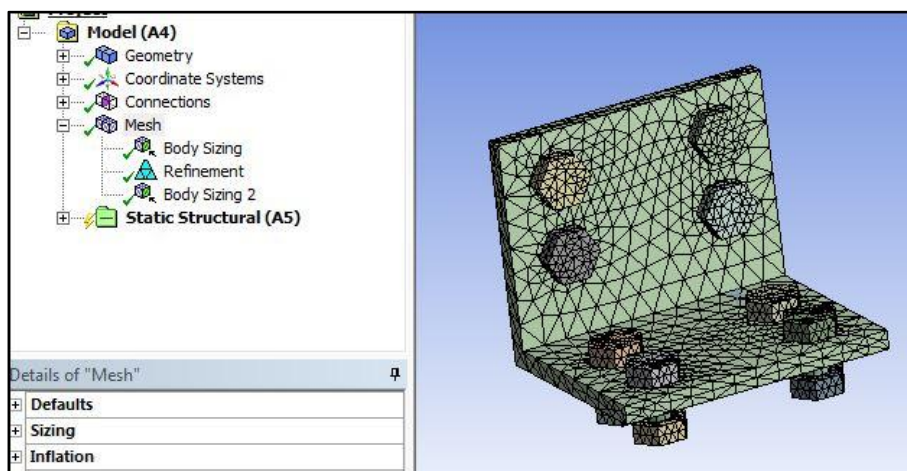 Project
Model (A4)
Geometry
Coordinate Systems
Connections
Mesh
Body Sizing
Refinement
Body Sizing 2
Static Structural (A5)
Details of "Mesh"
Defaults
Sizing
Inflation